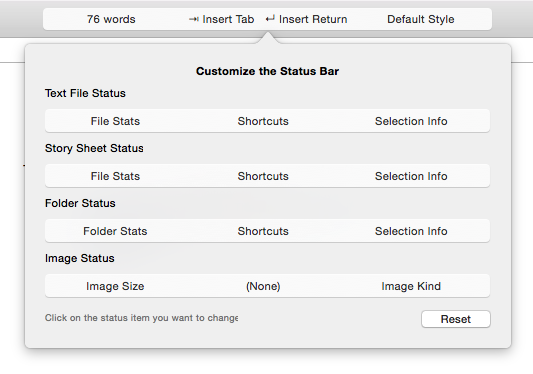 76 words ⇥ Insert Tab ↵ Insert Return Default Style
Customize the Status Bar
Text File Status
File Stats Shortcuts Selection Info
Story Sheet Status
File Stats Shortcuts Selection Info
Folder Status
Folder Stats Shortcuts Selection Info
Image Status
Image Size (None) Image Kind
Click on the status item you want to change
Reset